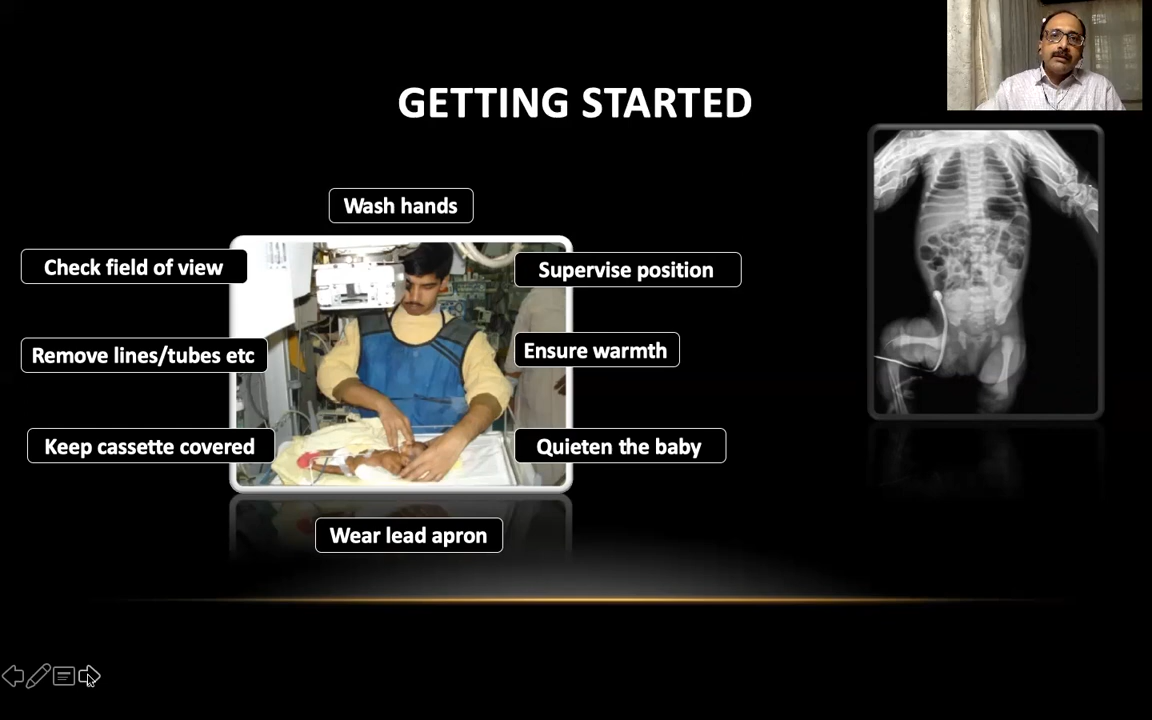 GETTING STARTED
Wash hands
Check field of view
Supervise position
Remove lines/tubes etc
Ensure warmth
Keep cassette covered
Quieten the baby
Wear lead apron